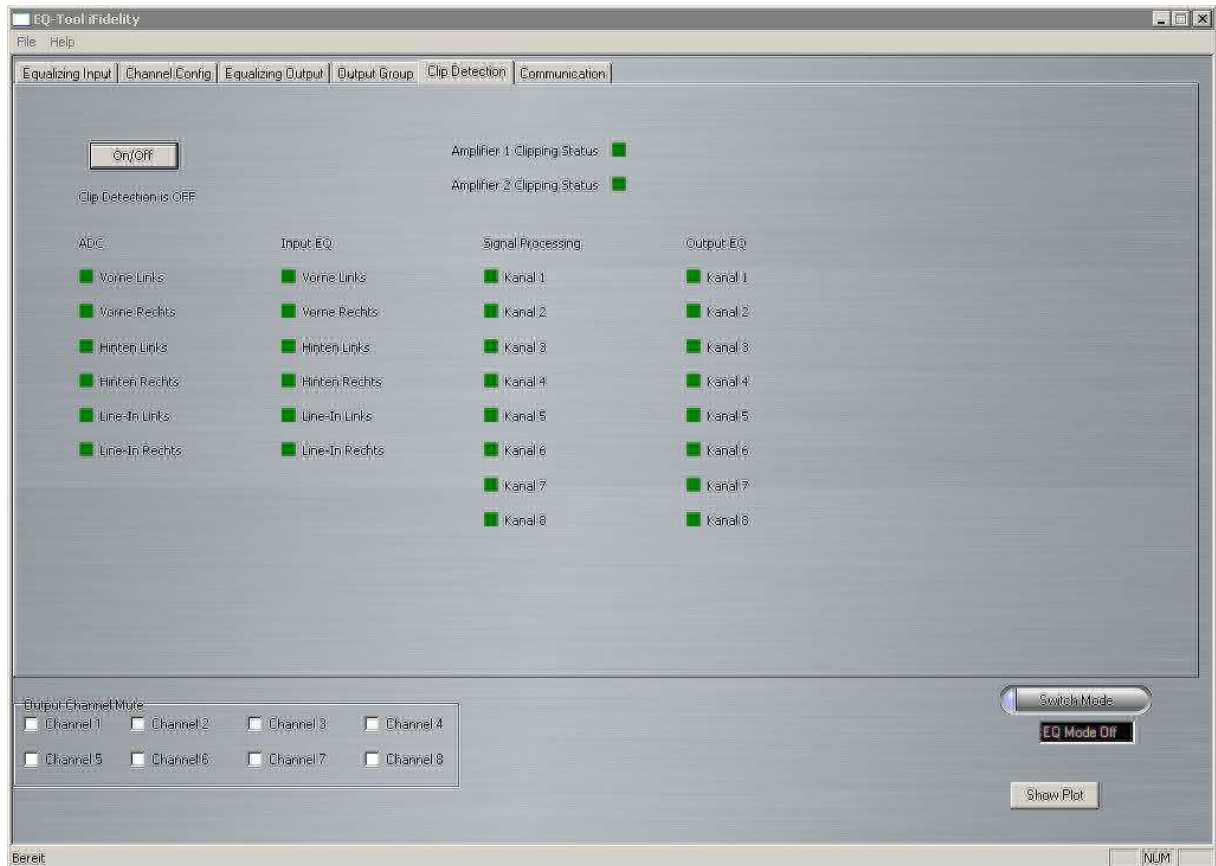 EQ-Tool iFidelity
File Help
Equalizing Input Channel Config Equalizing Output Output Group Clip Detection Communication
On/Off
Amplifier 1 Clipping Status
Amplifier 2 Clipping Status
Clip Detection is OFF
ADC Input EQ Signal Processing Output EQ
Vorne Links Vorne Links Kanal 1 Kanal 1
Vorne Rechts Vorne Rechts Kanal 2 Kanal 2
Hinten Links Hinten Links Kanal 3 Kanal 3
Hinten Rechts Hinten Rechts Kanal 4 Kanal 4
Line-In Links Line-In Links Kanal 5 Kanal 5
Line-In Rechts Line-In Rechts Kanal 6 Kanal 6
Kanal 7 Kanal 7
Kanal 8 Kanal 8
Output Channel Mute
Channel 1 Channel 2 Channel 3 Channel 4
Channel 5 Channel 6 Channel 7 Channel 8
Switch Mode
EQ Mode Off
Show Plot
Bereit NUM